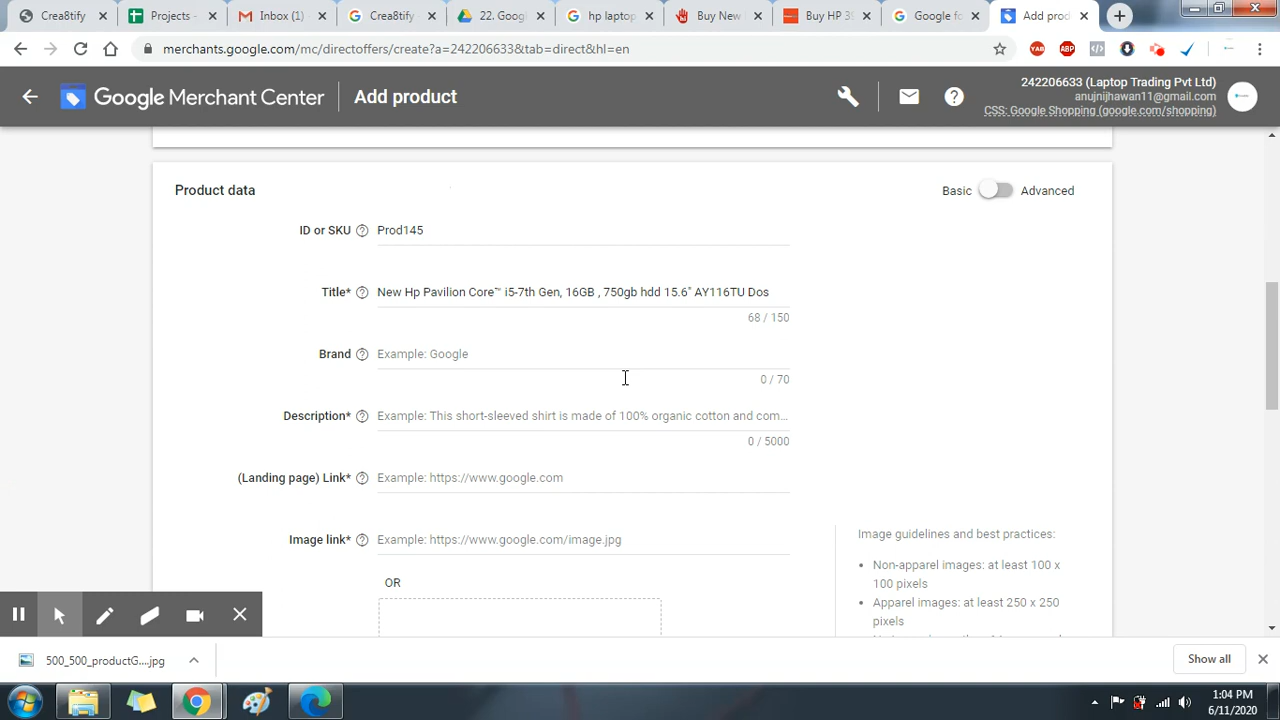 Crea8tify
Projects -
Inbox (
Crea8tify
22. G
hp laptop
Buy New
Buy HP 3
Google
Add prod
merchants.google.com/mc/directoffers/create?a=242206633&tab=direct&hl=en
YAB
ABP
Google Merchant Center
Add product
242206633 (Laptop Trading Pvt Ltd)
anujnijhawan11@gmail.com
CSS: Google Shopping (google.com/shopping)
Product data
Basic
Advanced
ID or SKU ? Prod145
Title* ? New Hp Pavilion Core™ i5-7th Gen, 16GB , 750gb hdd 15.6" AY116TU Dos
68 / 150
Brand ? Example: Google
0 / 70
Description* ? Example: This short-sleeved shirt is made of 100% organic cotton and com...
0 / 5000
(Landing page) Link* ? Example: https://www.google.com
Image link* ? Example: https://www.google.com/image.jpg
OR
Image guidelines and best practices:
• Non-apparel images: at least 100 x
100 pixels
• Apparel images: at least 250 x 250
pixels
500_500_productG....jpg
Show all
1:04 PM
6/11/2020